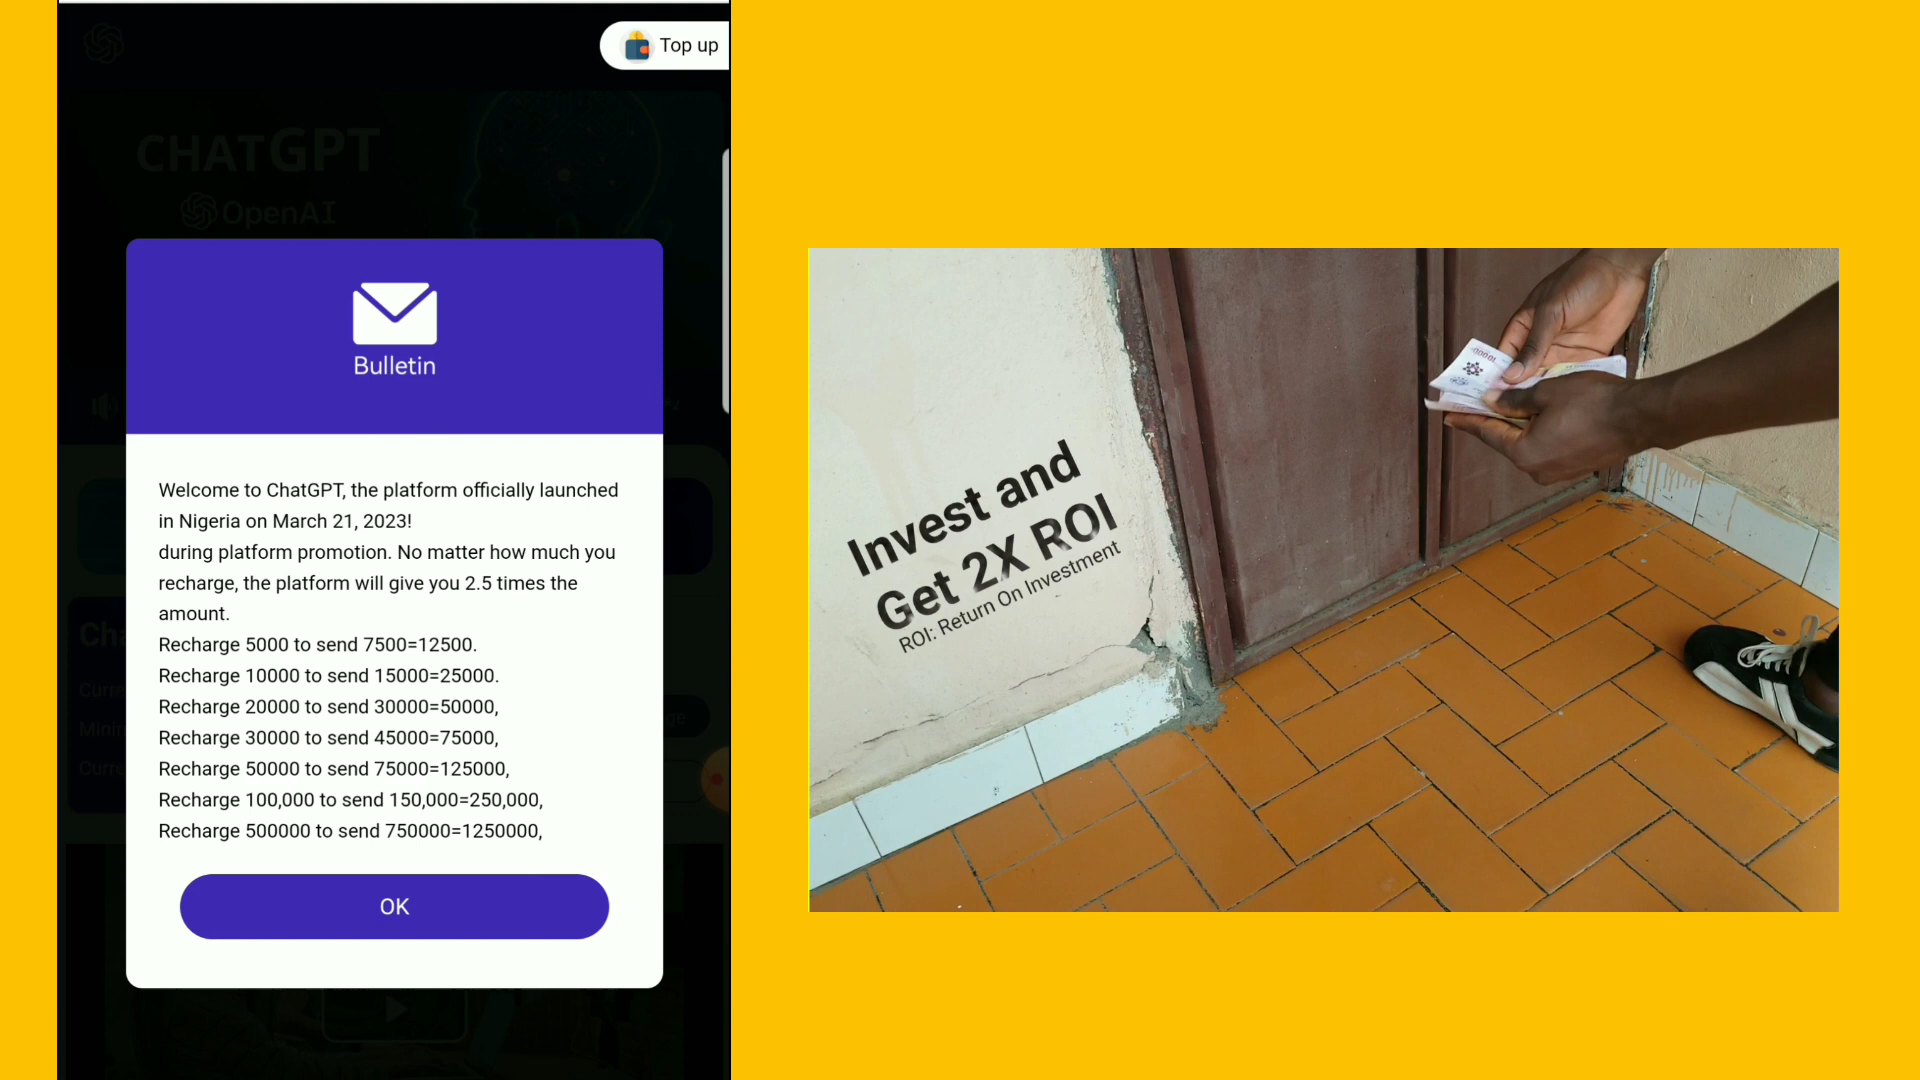 Top up
CHATGPT
OpenAI
Bulletin
Welcome to ChatGPT, the platform officially launched
in Nigeria on March 21, 2023!
during platform promotion. No matter how much you
recharge, the platform will give you 2.5 times the
amount.
Recharge 5000 to send 7500=12500.
Recharge 10000 to send 15000=25000.
Recharge 20000 to send 30000=50000,
Recharge 30000 to send 45000=75000,
Recharge 50000 to send 75000=125000,
Recharge 100,000 to send 150,000=250,000,
Recharge 500000 to send 750000=1250000,
OK
Invest and
Get 2X ROI
ROI: Return On Investment